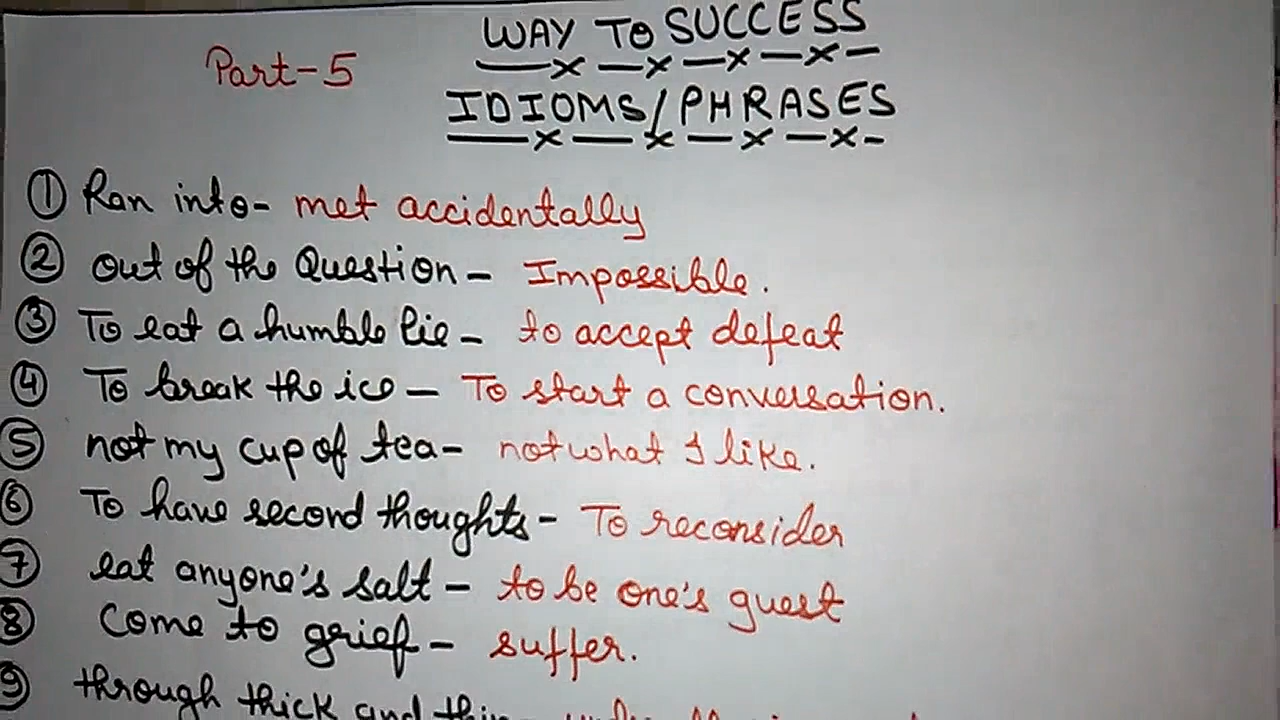 WAY TO SUCCESS
Part-5
IDIOMS/PHRASES
① Ran into- met accidentally
② out of the Question - Impossible.
③ To eat a humble Pie - to accept defeat
④ To break the ice - To start a conversation.
⑤ not my cup of tea - not what I like.
⑥ To have second thoughts - To reconsider
⑦ eat anyone's salt - to be one's guest
⑧ Come to grief - suffer.
⑨ through thick and thin - under